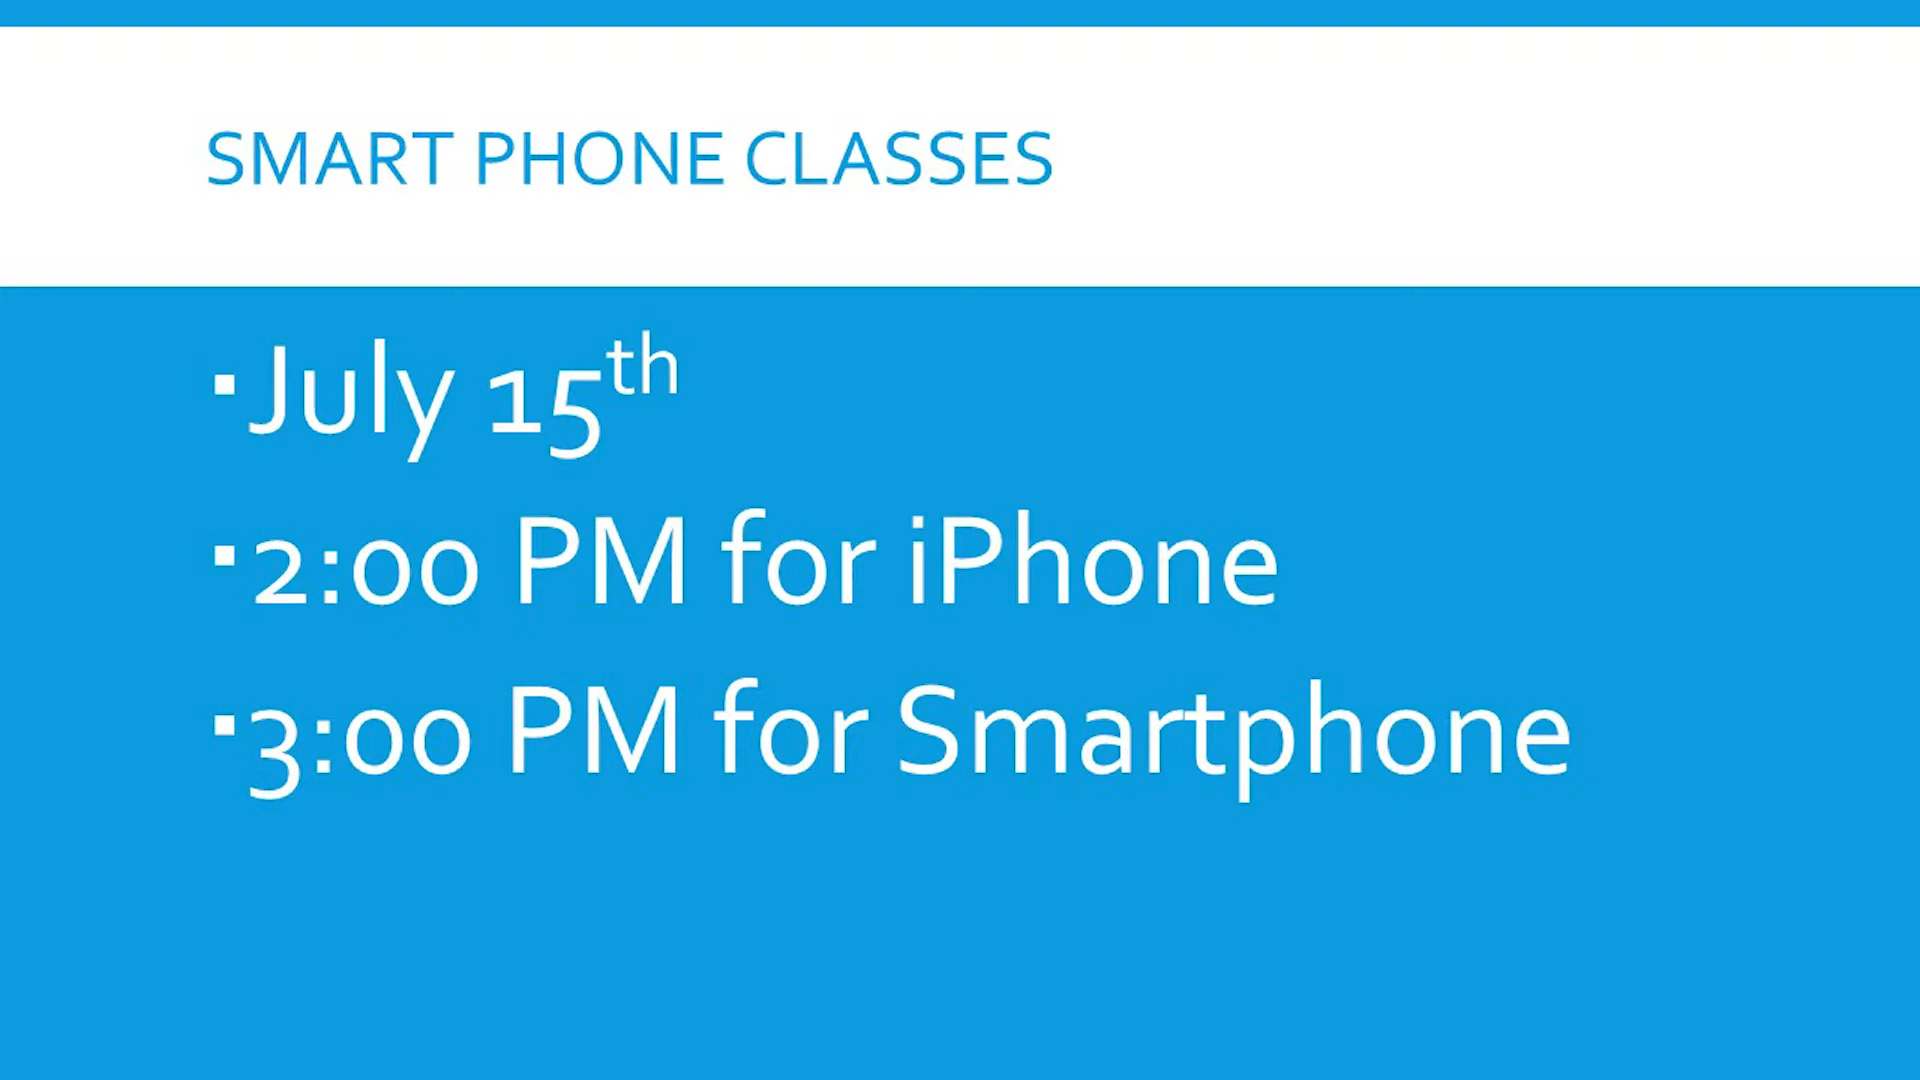 SMART PHONE CLASSES
▪July 15th
▪2:00 PM for iPhone
▪3:00 PM for Smartphone